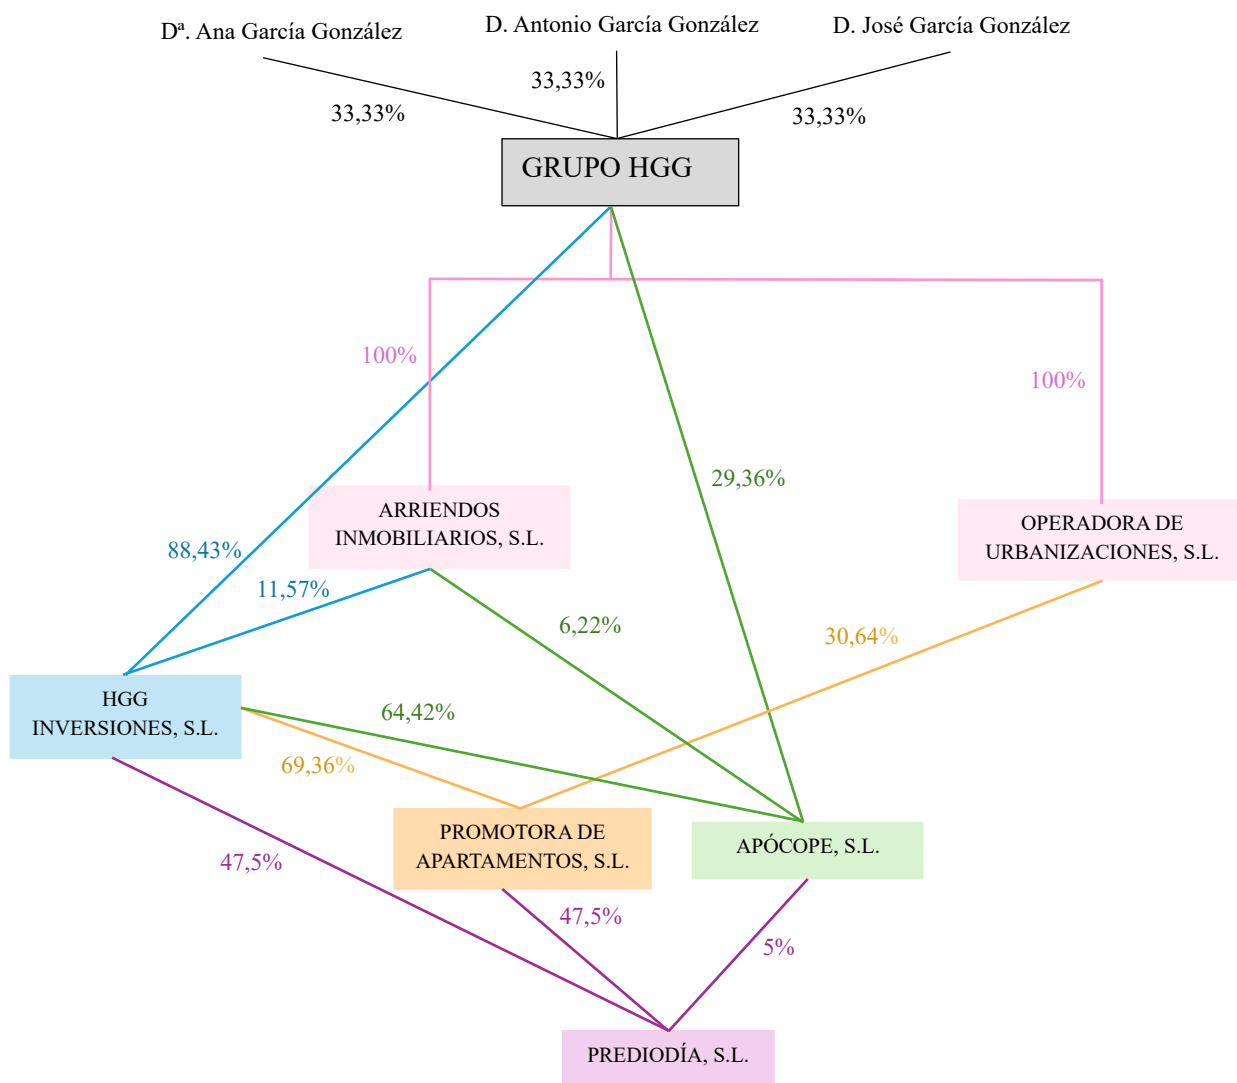 Dª. Ana García González
D. Antonio García González
D. José García González
33,33%
33,33%
33,33%
GRUPO HGG
100%
100%
29,36%
ARRIENDOS
INMOBILIARIOS, S.L.
OPERADORA DE
URBANIZACIONES, S.L.
88,43%
11,57%
6,22%
30,64%
HGG
INVERSIONES, S.L.
64,42%
69,36%
PROMOTORA DE
APARTAMENTOS, S.L.
APÓCOPE, S.L.
47,5%
47,5%
5%
PREDIODÍA, S.L.